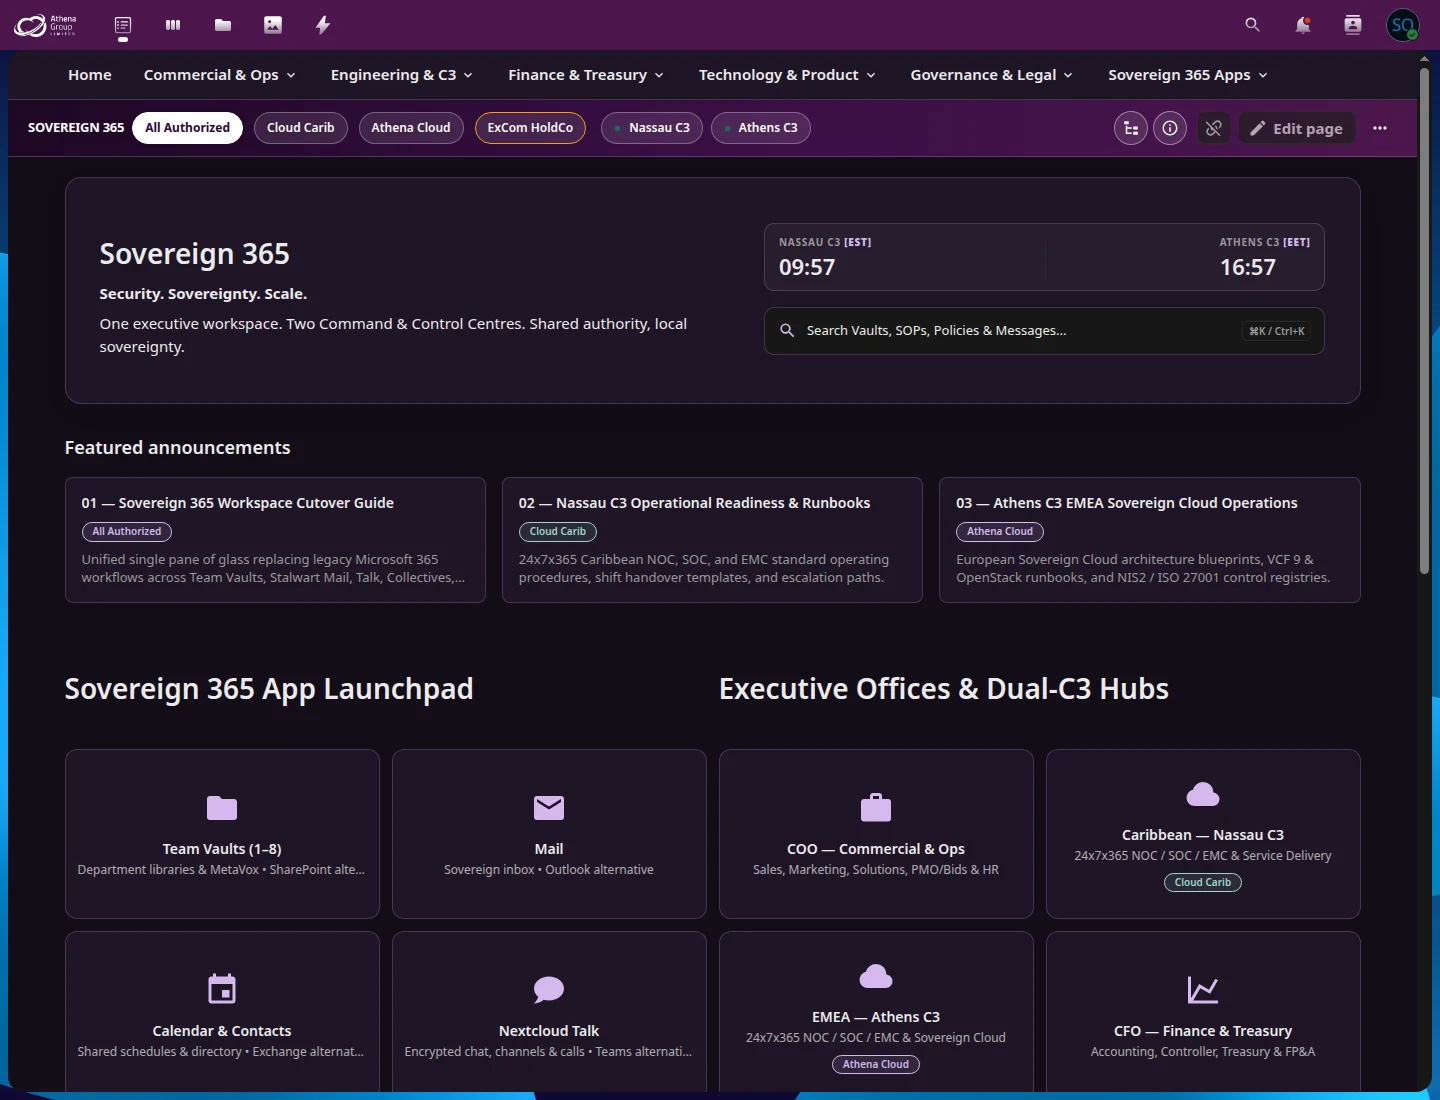 Athena
Group
LIMITED
SO
Home
Commercial & Ops
Engineering & C3
Finance & Treasury
Technology & Product
Governance & Legal
Sovereign 365 Apps
SOVEREIGN 365
All Authorized
Cloud Carib
Athena Cloud
ExCom HoldCo
Nassau C3
Athens C3
Edit page
Sovereign 365
Security. Sovereignty. Scale.
One executive workspace. Two Command & Control Centres. Shared authority, local
sovereignty.
NASSAU C3 [EST]
09:57
ATHENS C3 [EET]
16:57
Search Vaults, SOPs, Policies & Messages...
⌘K / Ctrl+K
Featured announcements
01 — Sovereign 365 Workspace Cutover Guide
All Authorized
Unified single pane of glass replacing legacy Microsoft 365
workflows across Team Vaults, Stalwart Mail, Talk, Collectives,...
02 — Nassau C3 Operational Readiness & Runbooks
Cloud Carib
24x7x365 Caribbean NOC, SOC, and EMC standard operating
procedures, shift handover templates, and escalation paths.
03 — Athens C3 EMEA Sovereign Cloud Operations
Athena Cloud
European Sovereign Cloud architecture blueprints, VCF 9 &
OpenStack runbooks, and NIS2 / ISO 27001 control registries.
Sovereign 365 App Launchpad
Executive Offices & Dual-C3 Hubs
Team Vaults (1–8)
Department libraries & MetaVox • SharePoint alte...
Mail
Sovereign inbox • Outlook alternative
COO — Commercial & Ops
Sales, Marketing, Solutions, PMO/Bids & HR
Caribbean — Nassau C3
24x7x365 NOC / SOC / EMC & Service Delivery
Cloud Carib
Calendar & Contacts
Shared schedules & directory • Exchange alternat...
Nextcloud Talk
Encrypted chat, channels & calls • Teams alternati...
EMEA — Athens C3
24x7x365 NOC / SOC / EMC & Sovereign Cloud
Athena Cloud
CFO — Finance & Treasury
Accounting, Controller, Treasury & FP&A